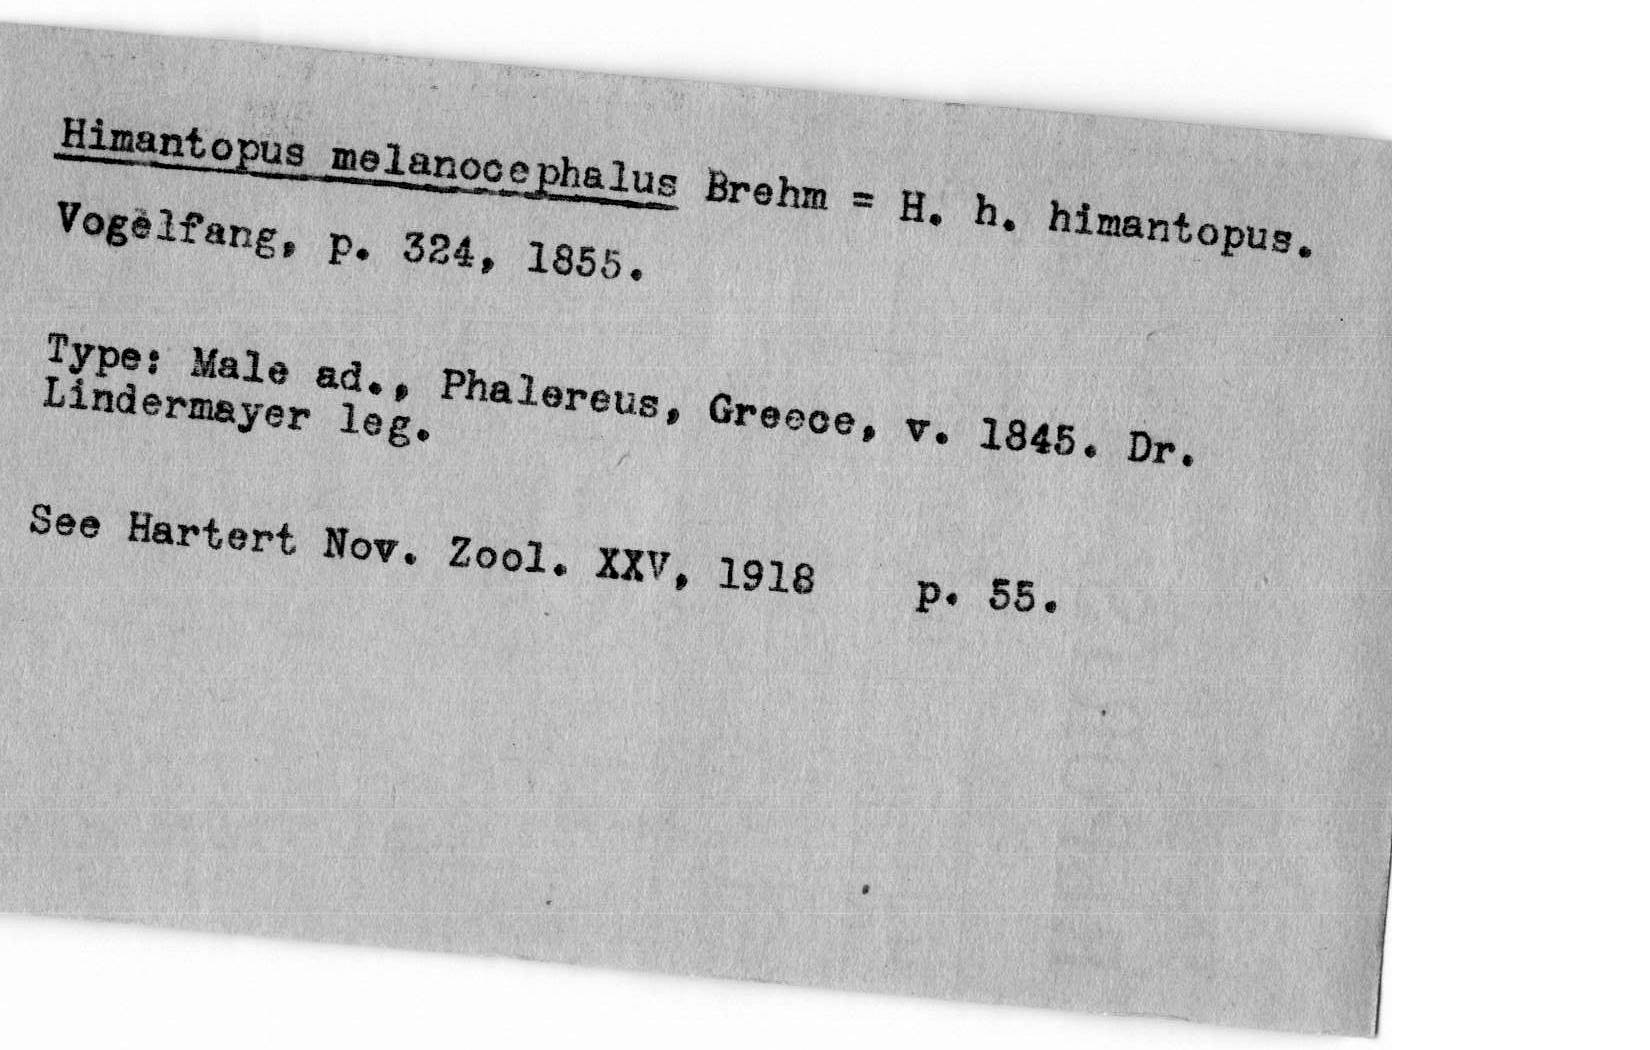 Himantopus melanocephalus Brehm = H. h. himantopus.
Vogelfang, p. 324, 1855.
Type: Male ad., Phalereus, Greece, v. 1845. Dr.
Lindermayer leg.
See Hartert Nov. Zool. XXV, 1918 p. 55.